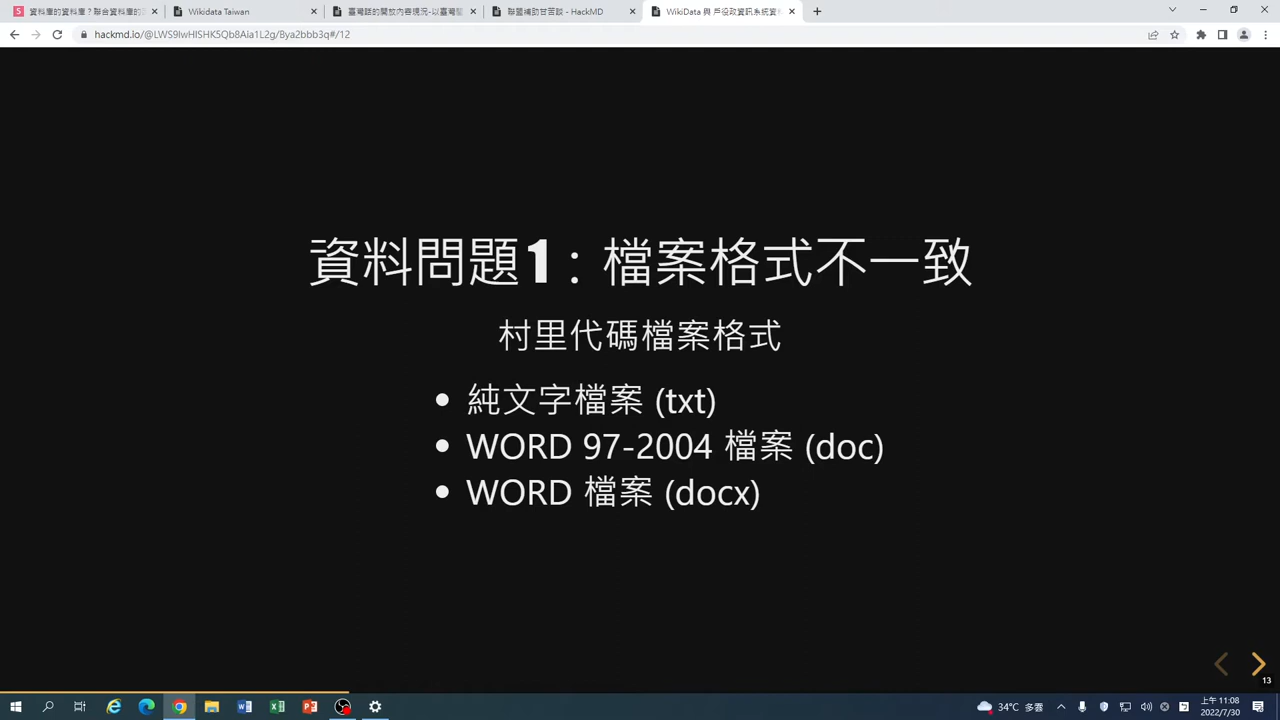 資料庫的資料庫？聯合資料庫的
Wikidata Taiwan
臺灣話的開放內容現況-以臺灣
聯盟補助甘苦談 - HackMD
WikiData 與 戶役政資訊系統資
hackmd.io/@LWS9IwHISHK5Qb8Aia1L2g/Bya2bbb3q#/12
資料問題1：檔案格式不一致
村里代碼檔案格式
純文字檔案 (txt)
WORD 97-2004 檔案 (doc)
WORD 檔案 (docx)
13
34°C 多雲
上午 11:08
2022/7/30